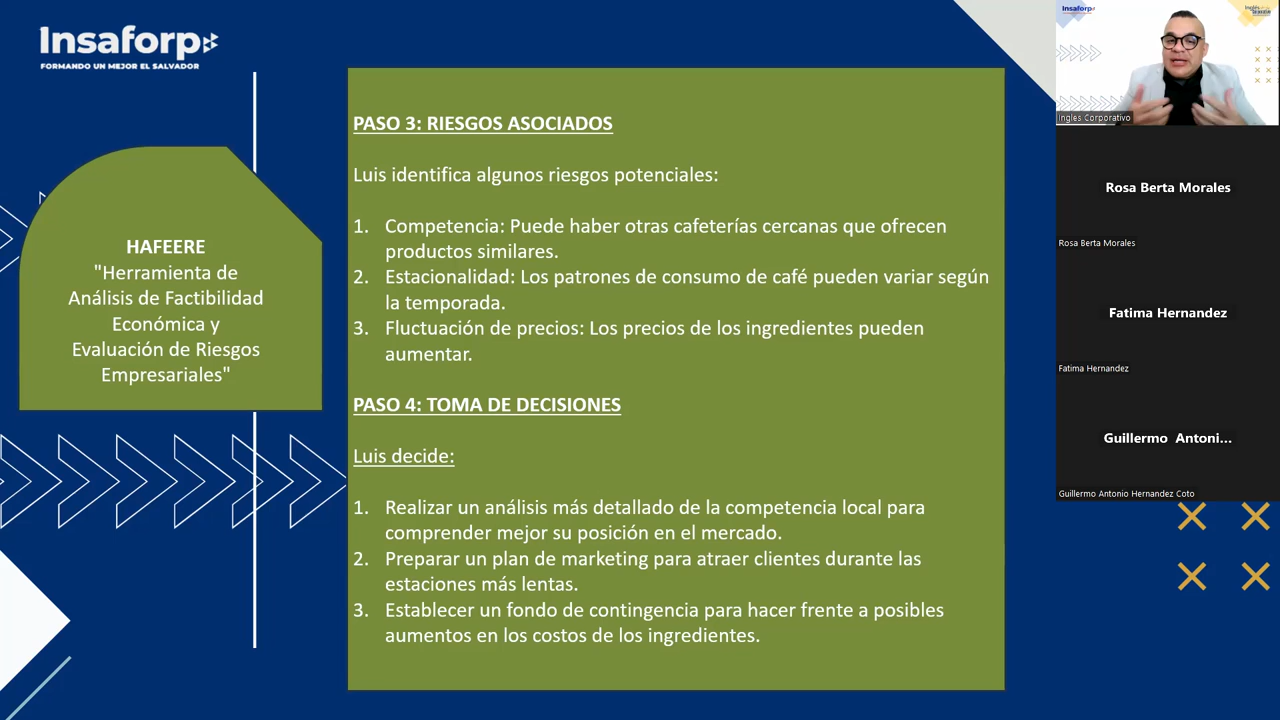 Insaforp
FORMANDO UN MEJOR EL SALVADOR
HAFEERE
"Herramienta de
Análisis de Factibilidad
Económica y
Evaluación de Riesgos
Empresariales"
PASO 3: RIESGOS ASOCIADOS
Luis identifica algunos riesgos potenciales:
1. Competencia: Puede haber otras cafeterías cercanas que ofrecen
productos similares.
2. Estacionalidad: Los patrones de consumo de café pueden variar según
la temporada.
3. Fluctuación de precios: Los precios de los ingredientes pueden
aumentar.
PASO 4: TOMA DE DECISIONES
Luis decide:
1. Realizar un análisis más detallado de la competencia local para
comprender mejor su posición en el mercado.
2. Preparar un plan de marketing para atraer clientes durante las
estaciones más lentas.
3. Establecer un fondo de contingencia para hacer frente a posibles
aumentos en los costos de los ingredientes.
Insaforp
Ingles Corporativo
Rosa Berta Morales
Rosa Berta Morales
Fatima Hernandez
Fatima Hernandez
Guillermo Antoni...
Guillermo Antonio Hernandez Coto